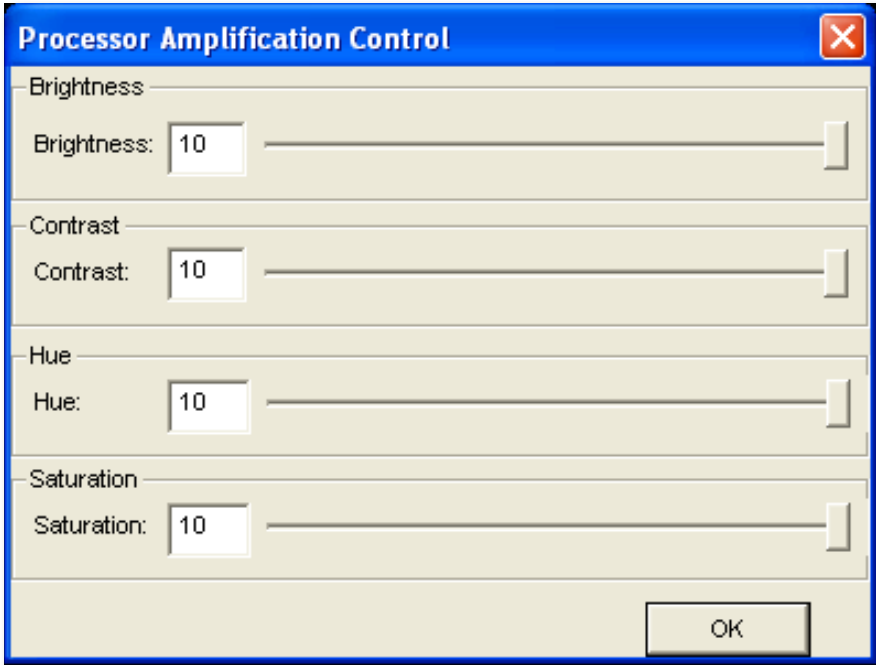 Processor Amplification Control
Brightness
Brightness: 10
Contrast
Contrast: 10
Hue
Hue: 10
Saturation
Saturation: 10
OK